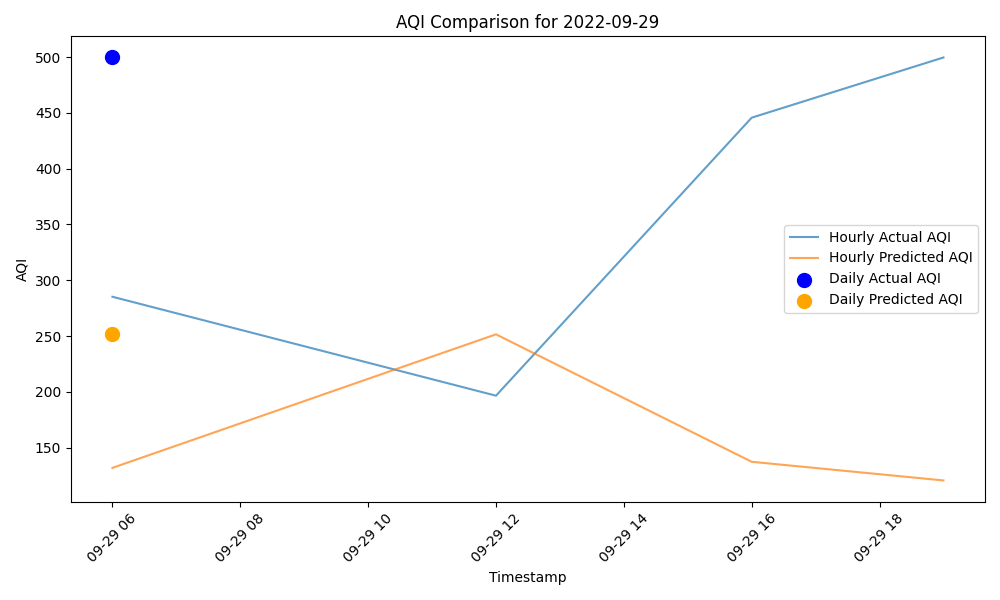 AQI Comparison for 2022-09-29
AQI
500
450
400
350
300
250
200
150
Hourly Actual AQI
Hourly Predicted AQI
Daily Actual AQI
Daily Predicted AQI
09-29 06
09-29 08
09-29 10
09-29 12
09-29 14
09-29 16
09-29 18
Timestamp